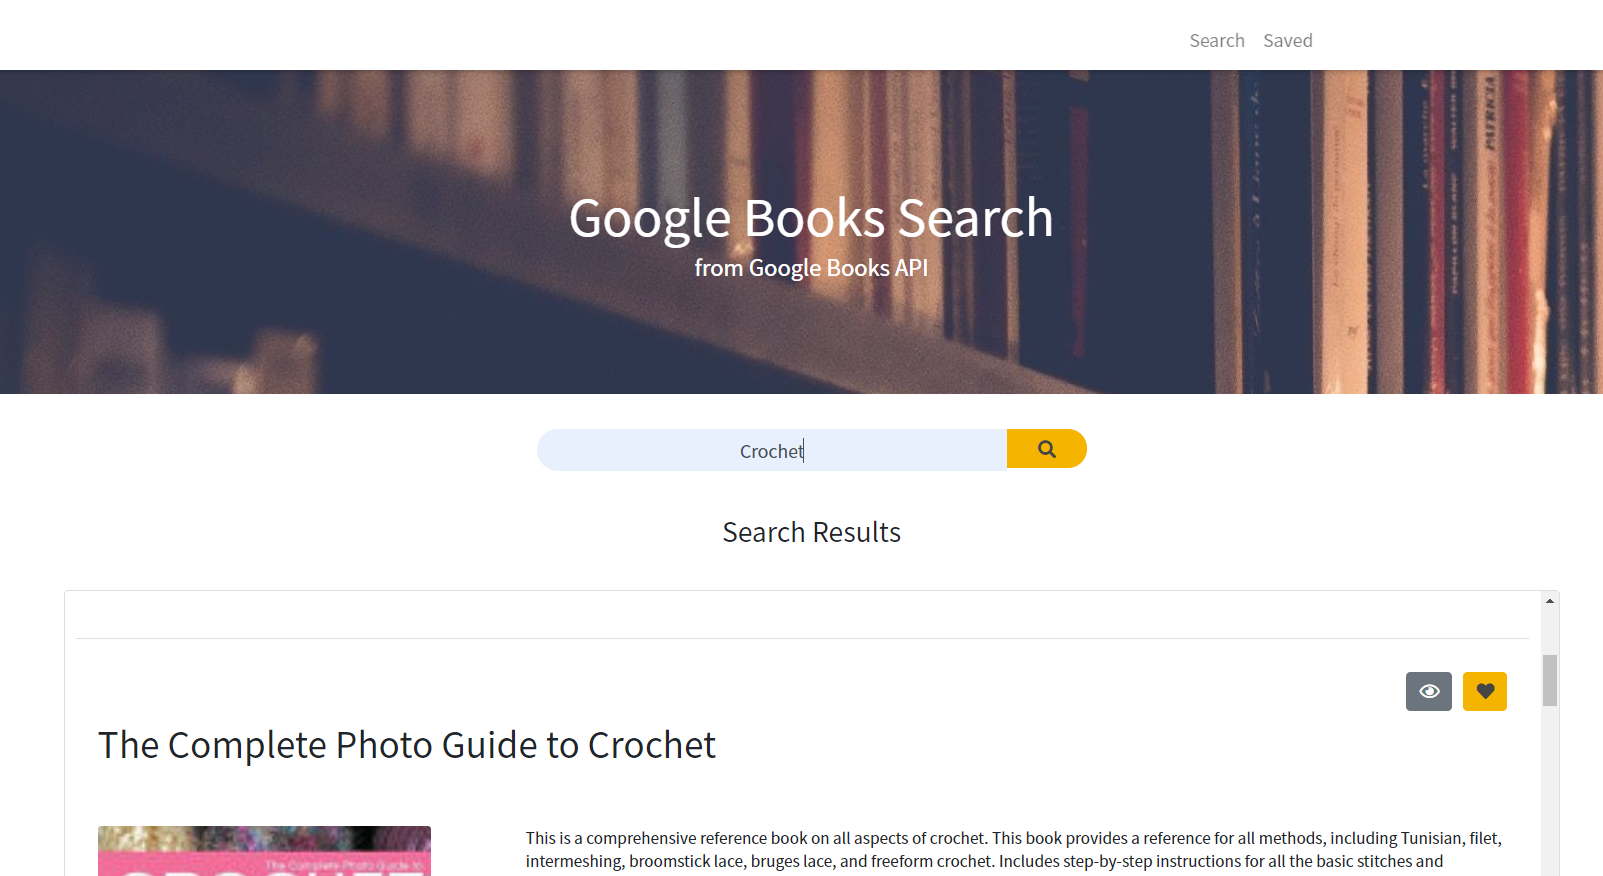 Search Saved
PATRICIA
Google Books Search
from Google Books API
Crochet
Search Results
The Complete Photo Guide to Crochet
The Complete Photo Guide to
CROCHET
This is a comprehensive reference book on all aspects of crochet. This book provides a reference for all methods, including Tunisian, filet,
intermeshing, broomstick lace, bruges lace, and freeform crochet. Includes step-by-step instructions for all the basic stitches and